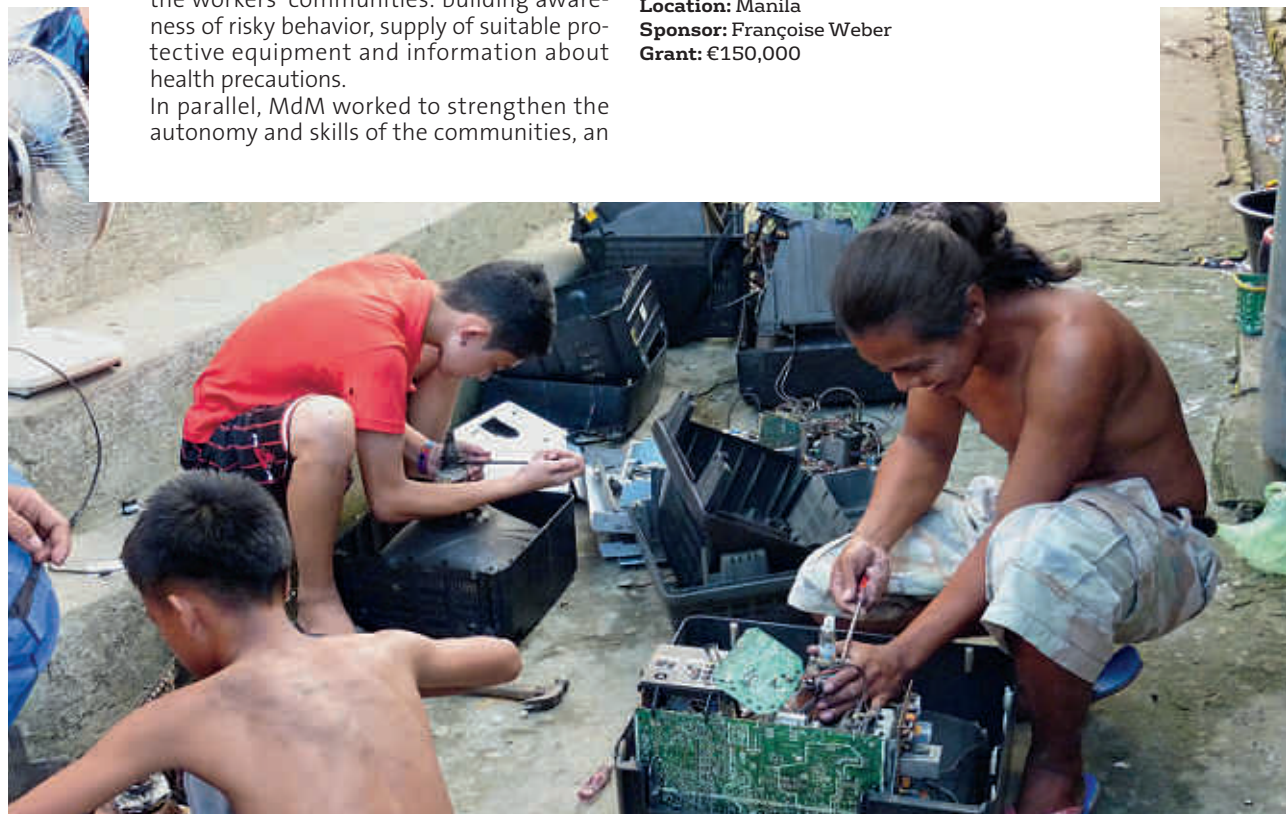 the workers' communities. Building aware-
ness of risky behavior, supply of suitable pro-
tective equipment and information about
health precautions.
In parallel, MdM worked to strengthen the
autonomy and skills of the communities, an
Location: Manila
Sponsor: Françoise Weber
Grant: €150,000